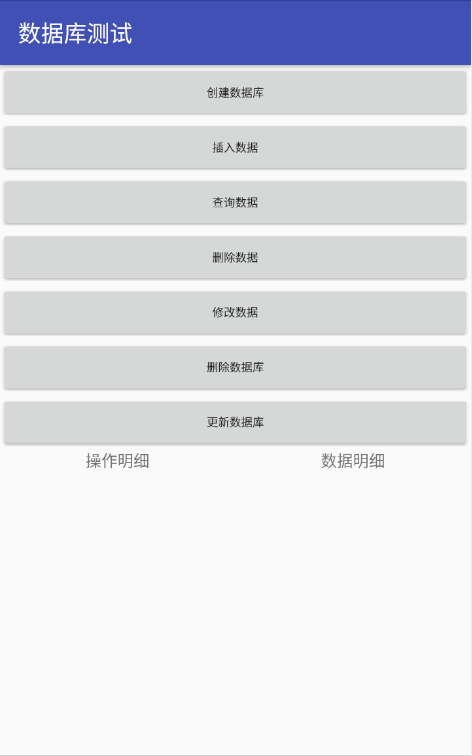 数据库测试
创建数据库
插入数据
查询数据
删除数据
修改数据
删除数据库
更新数据库
操作明细 数据明细